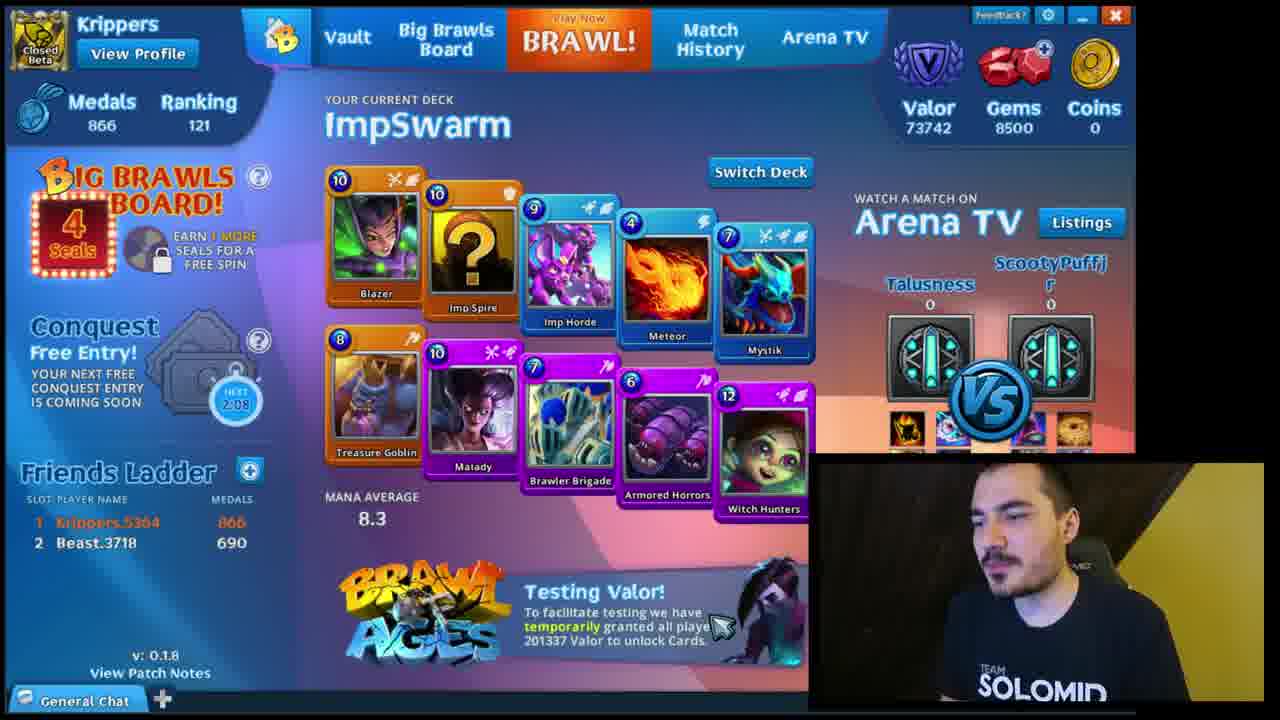 Krippers
View Profile
Closed
Beta
Medals
866
Ranking
121
Vault
Big Brawls
Board
Play Now
BRAWL!
Match
History
Arena TV
Feedback?
Valor
73742
Gems
8500
Coins
0
YOUR CURRENT DECK
ImpSwarm
Switch Deck
BIG BRAWLS
BOARD!
4
Seals
EARN 1 MORE
SEALS FOR A
FREE SPIN
Conquest
Free Entry!
YOUR NEXT FREE
CONQUEST ENTRY
IS COMING SOON
NEXT
2:08
Friends Ladder
SLOT PLAYER NAME MEDALS
1 Krippers.5364 866
2 Beast.3718 690
v: 0.1.8
View Patch Notes
General Chat
10
Blazer
10
Imp Spire
9
Imp Horde
4
Meteor
7
Mystik
8
Treasure Goblin
10
Malady
7
Brawler Brigade
6
Armored Horrors
12
Witch Hunters
MANA AVERAGE
8.3
BRAWL
OF AGES
Testing Valor!
To facilitate testing we have
temporarily granted all playe
201337 Valor to unlock Cards.
WATCH A MATCH ON
Arena TV
Listings
Talusness
0
ScootyPuffJ
r
0
VS
TEAM
SOLOMID